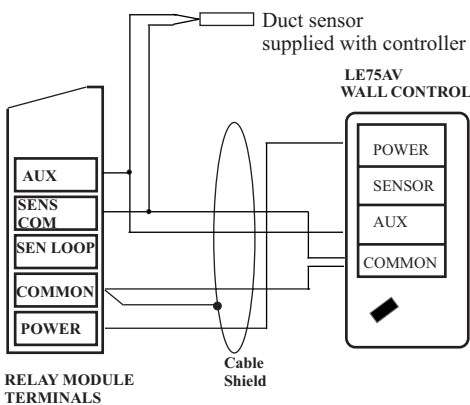 Duct sensor
supplied with controller
LE75AV
WALL CONTROL
AUX
SENS
COM
SEN LOOP
COMMON
POWER
POWER
SENSOR
AUX
COMMON
Cable
Shield
RELAY MODULE
TERMINALS